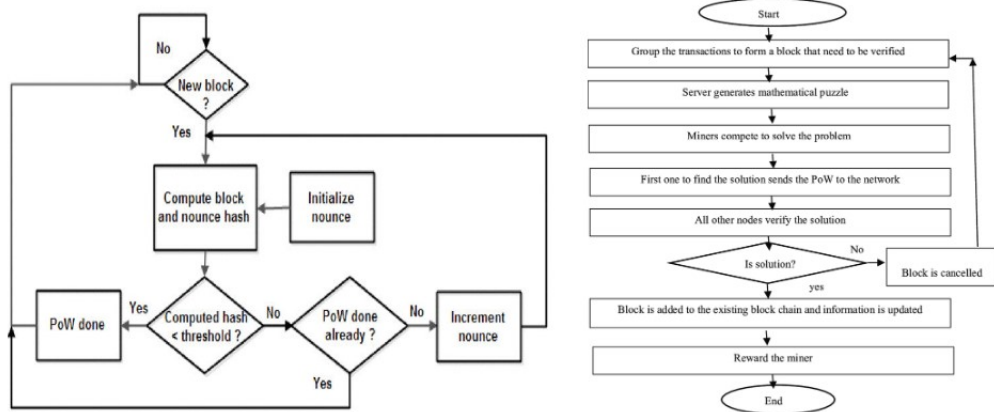 No
New block
?
Yes
Compute block
and nounce hash
Initialize
nounce
Computed hash
< threshold ?
Yes
PoW done
No
PoW done
already ?
No
Increment
nounce
Yes
Start
Group the transactions to form a block that need to be verified
Server generates mathematical puzzle
Miners compete to solve the problem
First one to find the solution sends the PoW to the network
All other nodes verify the solution
Is solution?
No
Block is cancelled
yes
Block is added to the existing block chain and information is updated
Reward the miner
End